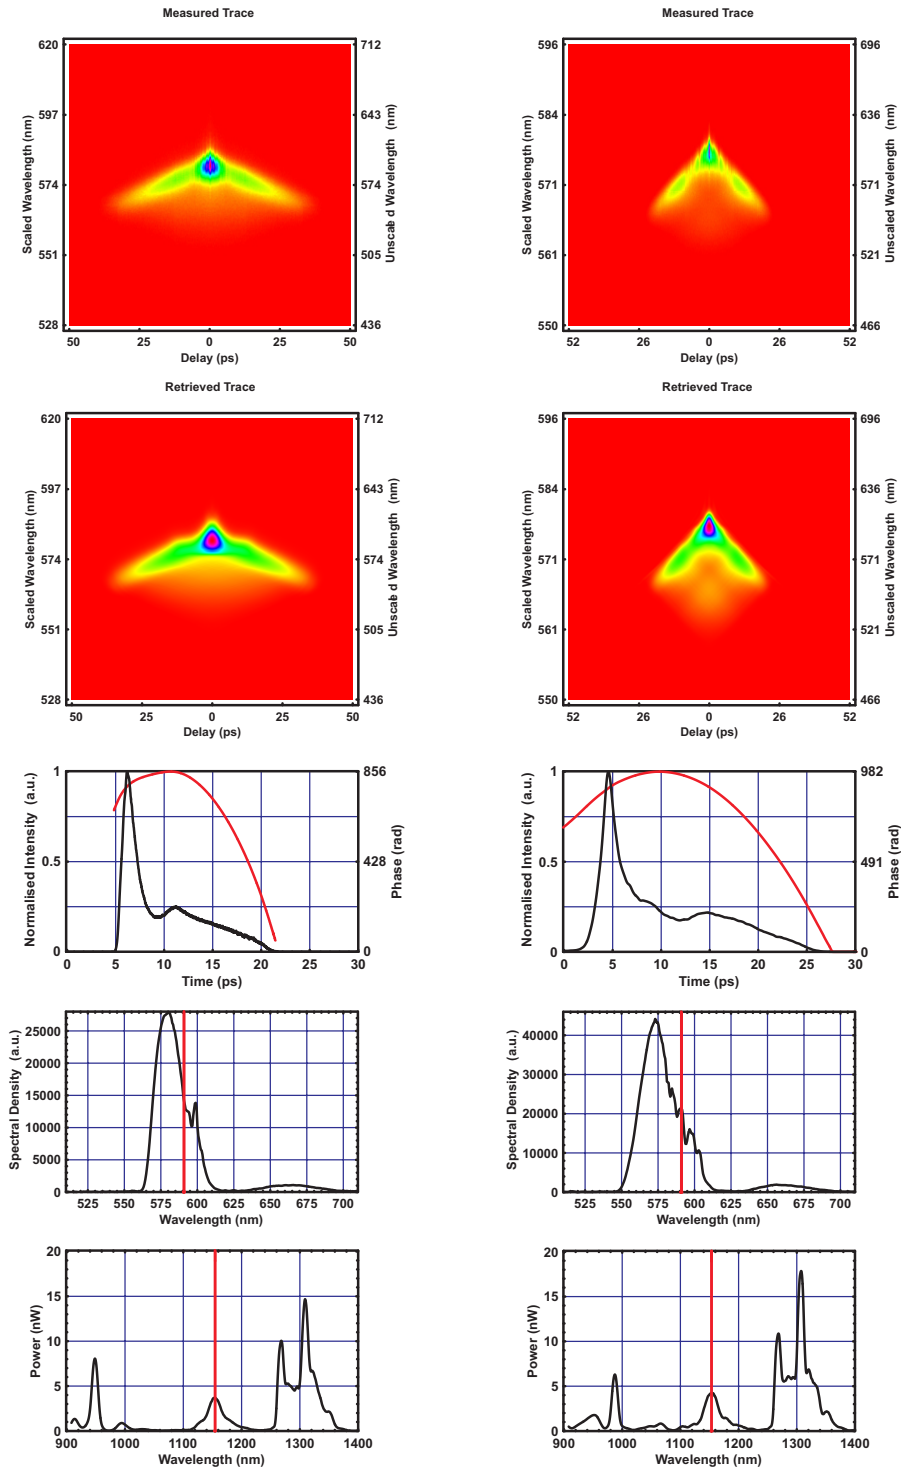 Measured Trace
Measured Trace
620
597
574
551
528
Scaled Wavelength (nm)
712
643
574
505
436
Unscale d Wavelength (nm)
50 25 0 25 50
Delay (ps)
596
584
571
561
550
Scaled Wavelength (nm)
696
636
571
521
466
Unscaled Wavelength (nm)
52 26 0 26 52
Delay (ps)
Retrieved Trace
Retrieved Trace
620
597
574
551
528
Scaled Wavelength (nm)
712
643
574
505
436
Unscale d Wavelength (nm)
50 25 0 25 50
Delay (ps)
596
584
571
561
550
Scaled Wavelength (nm)
696
636
571
521
466
Unscaled Wavelength (nm)
52 26 0 26 52
Delay (ps)
1
0.5
0
Normalised Intensity (a.u.)
856
428
0
Phase (rad)
0 5 10 15 20 25 30
Time (ps)
1
0.5
0
Normalised Intensity (a.u.)
982
491
0
Phase (rad)
0 5 10 15 20 25 30
Time (ps)
25000
20000
15000
10000
5000
0
Spectral Density (a.u.)
525 550 575 600 625 650 675 700
Wavelength (nm)
40000
30000
20000
10000
0
Spectral Density (a.u.)
525 550 575 600 625 650 675 700
Wavelength (nm)
20
15
10
5
0
Power (nW)
900 1000 1100 1200 1300 1400
Wavelength (nm)
20
15
10
5
0
Power (nW)
900 1000 1100 1200 1300 1400
Wavelength (nm)